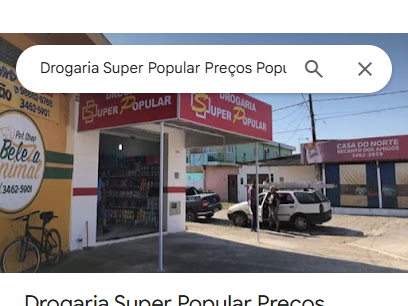 Drogaria Super Popular Preços Popu
DROGARIA
SUPER POPULAR
DROGARIA
SUPER POPULAR
3462-5901
Pet Shop
Beleza
Animal
3462-5901
CASA DO NORTE
RECANTO DOS AMIGOS
3462-2659
Drogaria Super Popular Preços